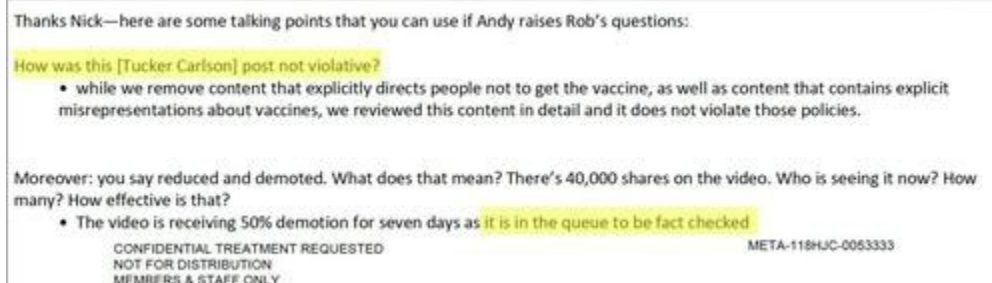 Thanks Nick—here are some talking points that you can use if Andy raises Rob's questions:
How was this [Tucker Carlson] post not violative?
• while we remove content that explicitly directs people not to get the vaccine, as well as content that contains explicit
misrepresentations about vaccines, we reviewed this content in detail and it does not violate those policies.
Moreover: you say reduced and demoted. What does that mean? There's 40,000 shares on the video. Who is seeing it now? How
many? How effective is that?
• The video is receiving 50% demotion for seven days as it is in the queue to be fact checked
CONFIDENTIAL TREATMENT REQUESTED META-118HJC-0053333
NOT FOR DISTRIBUTION
MEMBERS & STAFF ONLY